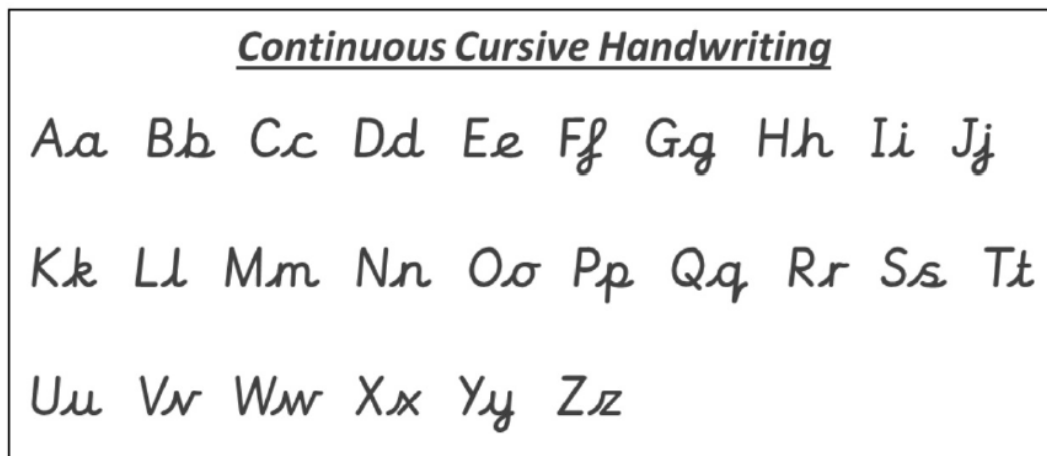 Continuous Cursive Handwriting
Aa Bb Cc Dd Ee Ff Gg Hh Ii Jj
Kk Ll Mm Nn Oo Pp Qq Rr Ss Tt
Uu Vv Ww Xx Yy Zz